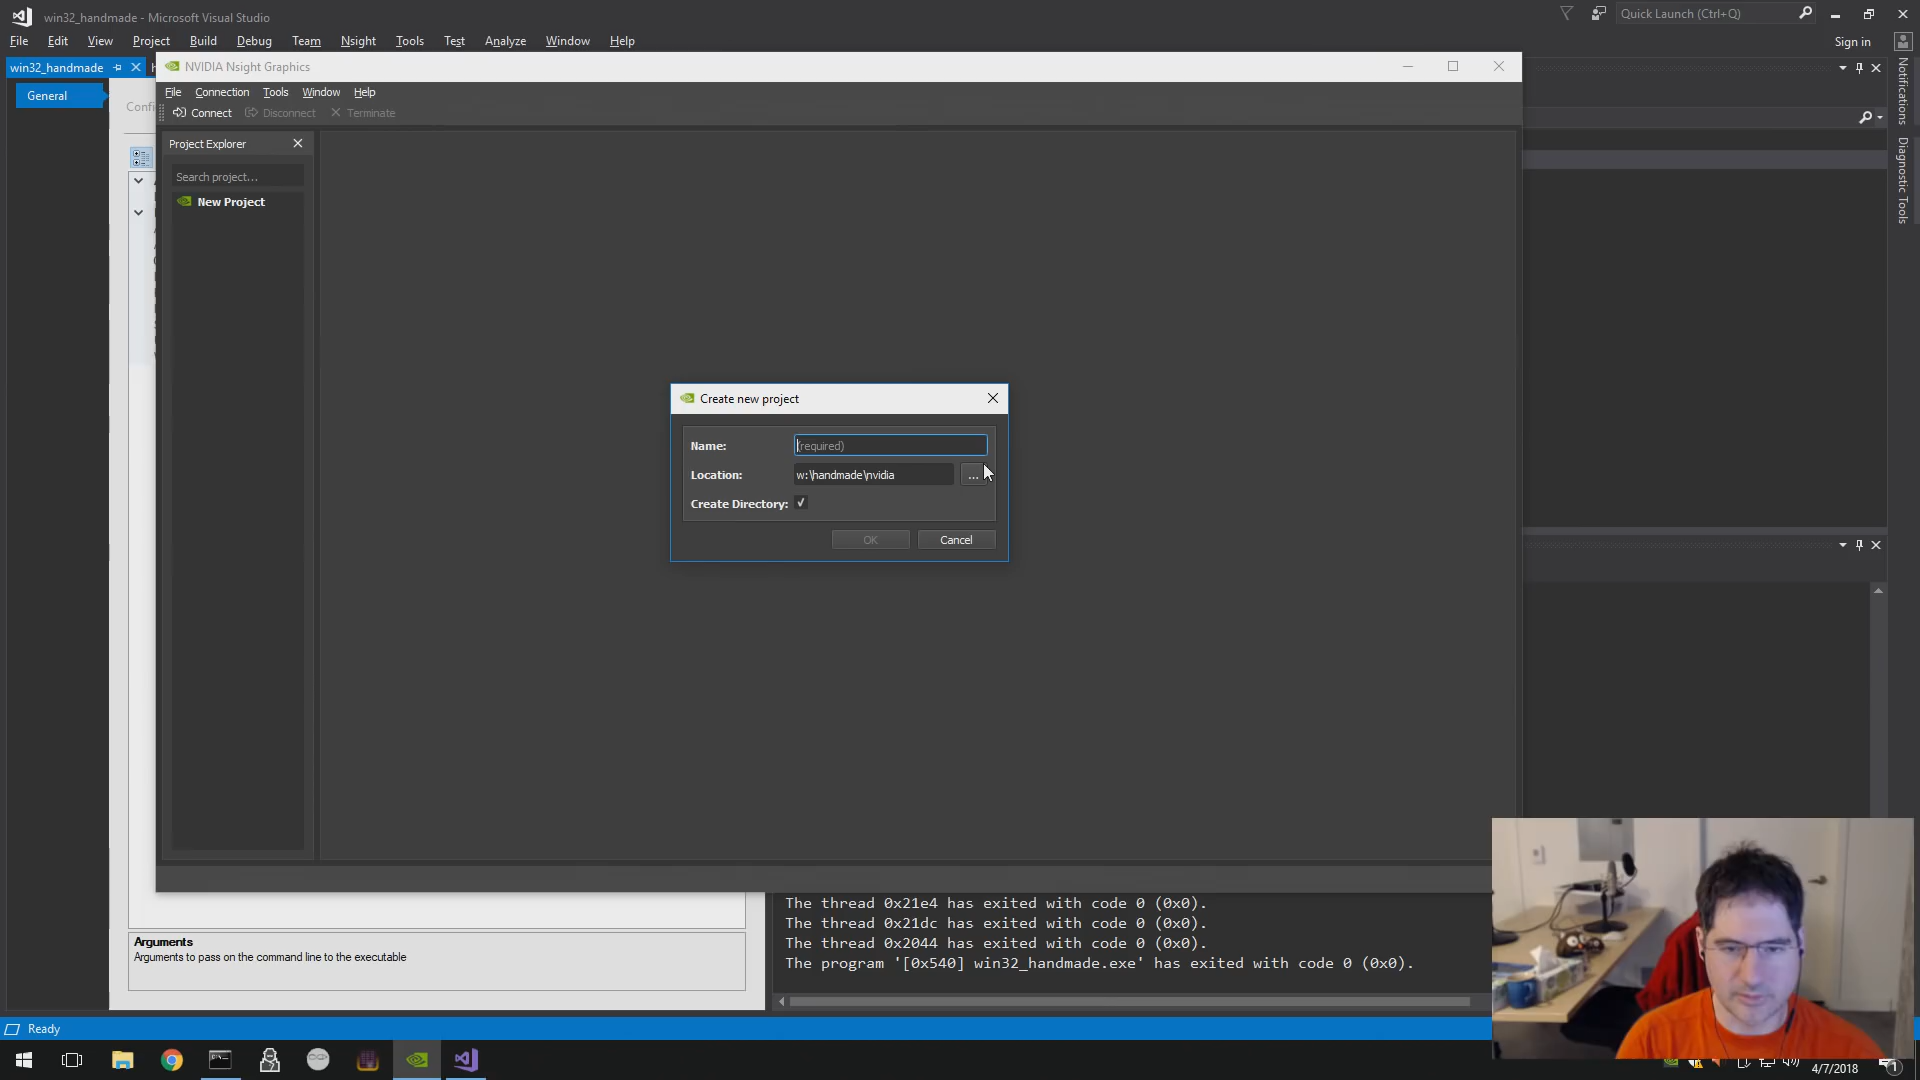 win32_handmade - Microsoft Visual Studio
Quick Launch (Ctrl+Q)
File Edit View Project Build Debug Team Nsight Tools Test Analyze Window Help
Sign in
win32_handmade
General
NVIDIA Nsight Graphics
File Connection Tools Window Help
Connect Disconnect Terminate
Project Explorer
Search project...
New Project
Create new project
Name: (required)
Location: w:\handmade\nvidia ...
Create Directory:
OK Cancel
Notifications
Diagnostic Tools
The thread 0x21e4 has exited with code 0 (0x0).
The thread 0x21dc has exited with code 0 (0x0).
The thread 0x2044 has exited with code 0 (0x0).
The program '[0x540] win32_handmade.exe' has exited with code 0 (0x0).
Arguments
Arguments to pass on the command line to the executable
Ready
4/7/2018
1